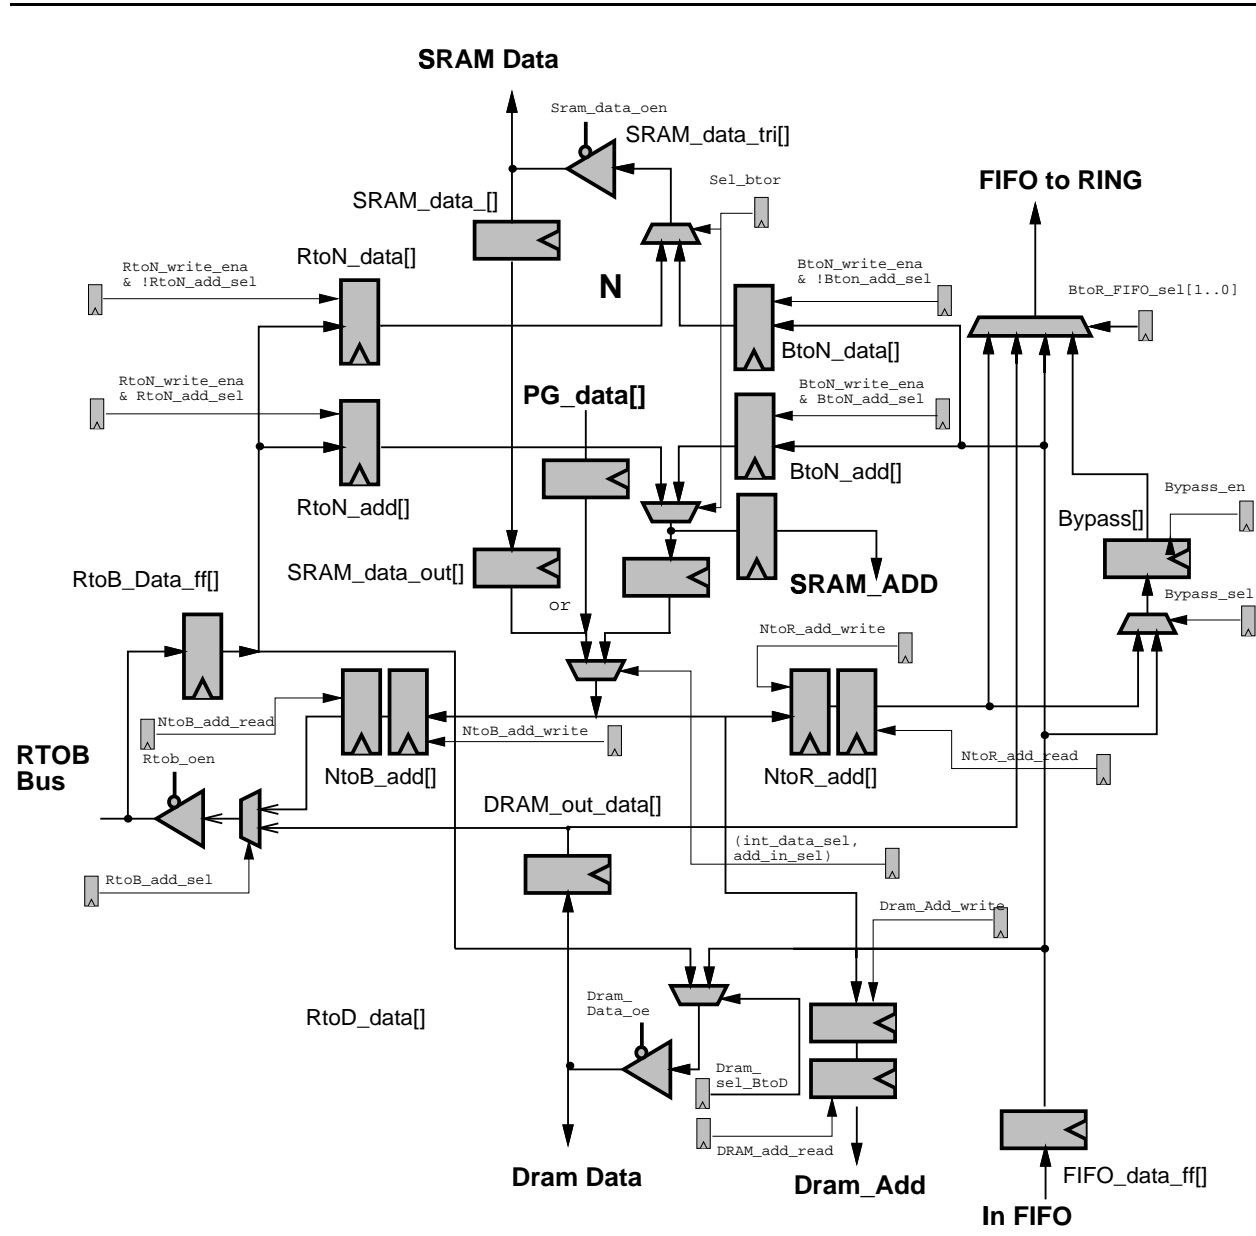 SRAM Data
Sram_data_oen
SRAM_data_tri[]
Sel_btor
FIFO to RING
SRAM_data_[]
RtoN_data[]
RtoN_write_ena
& !RtoN_add_sel
N
BtoN_write_ena
& !Bton_add_sel
BtoR_FIFO_sel[1..0]
BtoN_data[]
RtoN_write_ena
& RtoN_add_sel
PG_data[]
BtoN_write_ena
& BtoN_add_sel
BtoN_add[]
RtoN_add[]
Bypass_en
Bypass[]
RtoB_Data_ff[]
SRAM_data_out[]
SRAM_ADD
or
Bypass_sel
NtoR_add_write
NtoB_add_read
NtoB_add_write
RTOB
Bus
Rtob_oen
NtoB_add[]
NtoR_add[]
NtoR_add_read
DRAM_out_data[]
(int_data_sel,
add_in_sel)
RtoB_add_sel
Dram_Add_write
RtoD_data[]
Dram_
Data_oe
Dram_
sel_BtoD
DRAM_add_read
Dram Data
Dram_Add
FIFO_data_ff[]
In FIFO